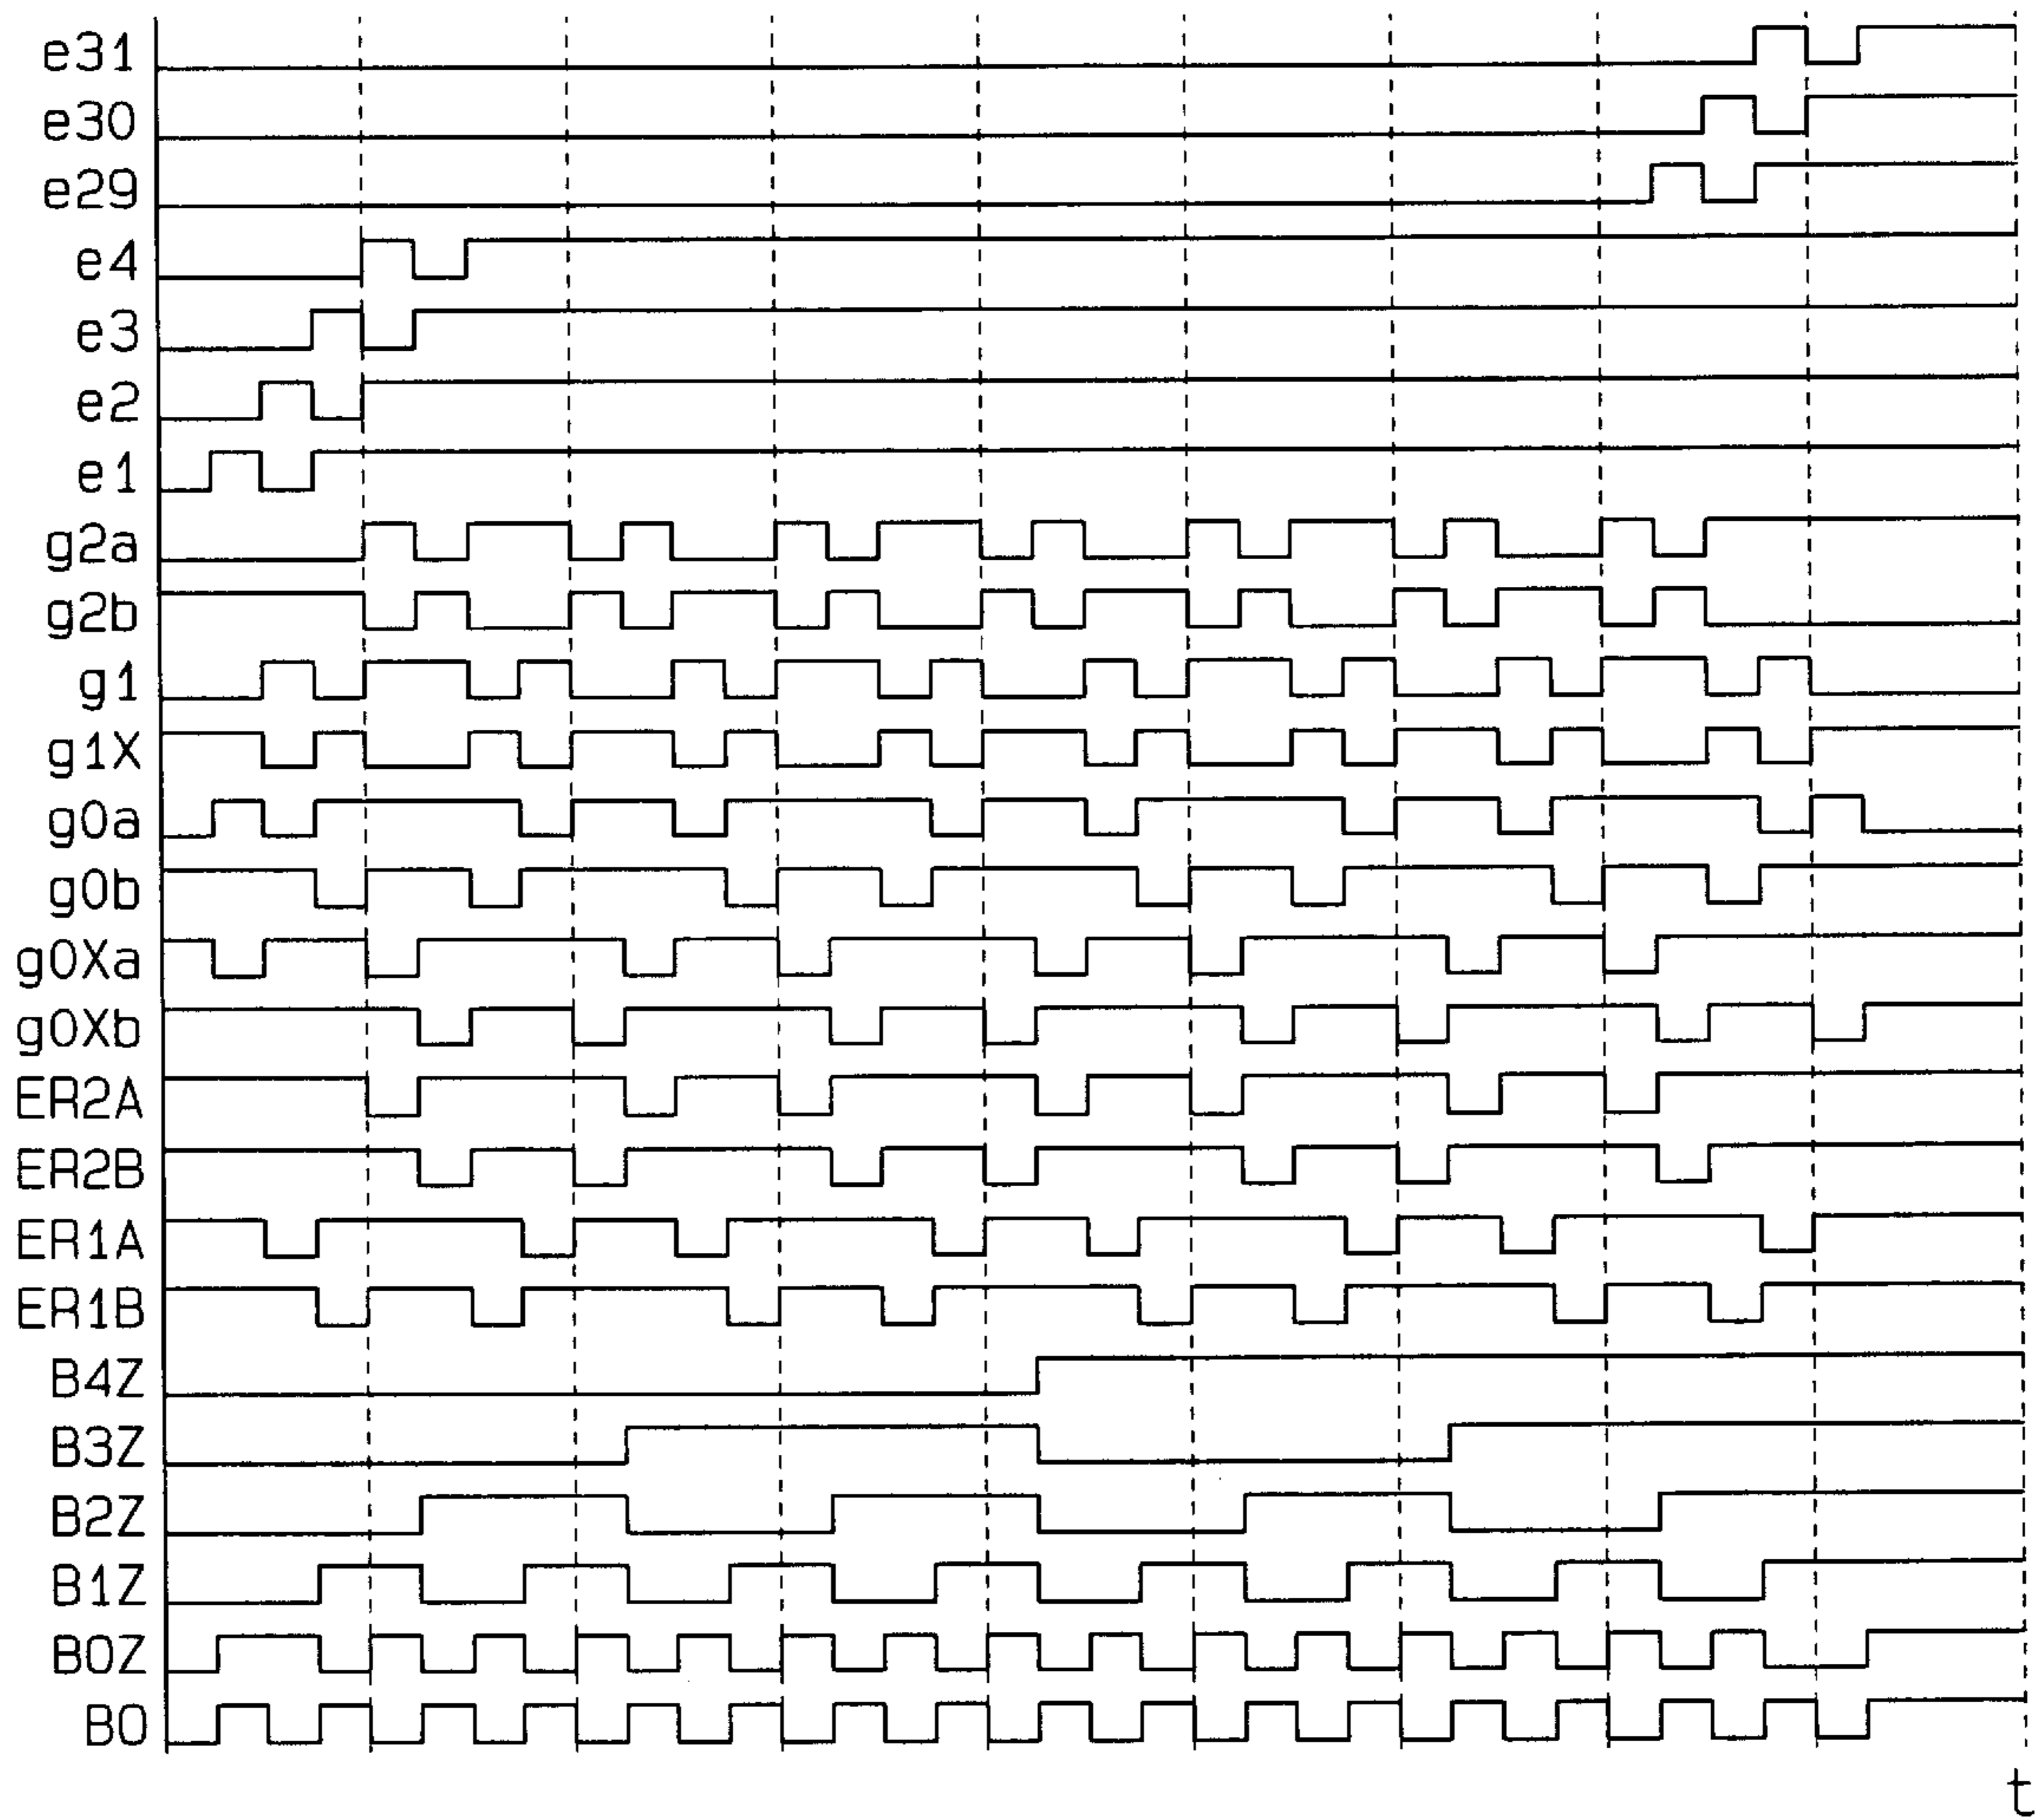 e31
e30
e29
e4
e3
e2
e1
g2a
g2b
g1
g1X
g0a
g0b
g0Xa
g0Xb
ER2A
ER2B
ER1A
ER1B
B4Z
B3Z
B2Z
B1Z
B0Z
B0
t